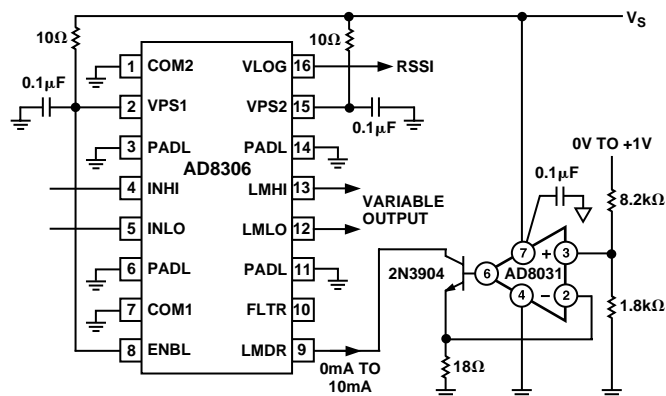 V_S
10Ω
10Ω
0.1µF
1 COM2
VLOG 16
RSSI
2 VPS1
VPS2 15
0.1µF
3 PADL
PADL 14
AD8306
4 INHI
LMHI 13
VARIABLE
OUTPUT
5 INLO
LMLO 12
6 PADL
PADL 11
7 COM1
FLTR 10
8 ENBL
LMDR 9
0mA TO
10mA
2N3904
18Ω
0V TO +1V
0.1µF
8.2kΩ
7
+
3
6
AD8031
4
−
2
1.8kΩ